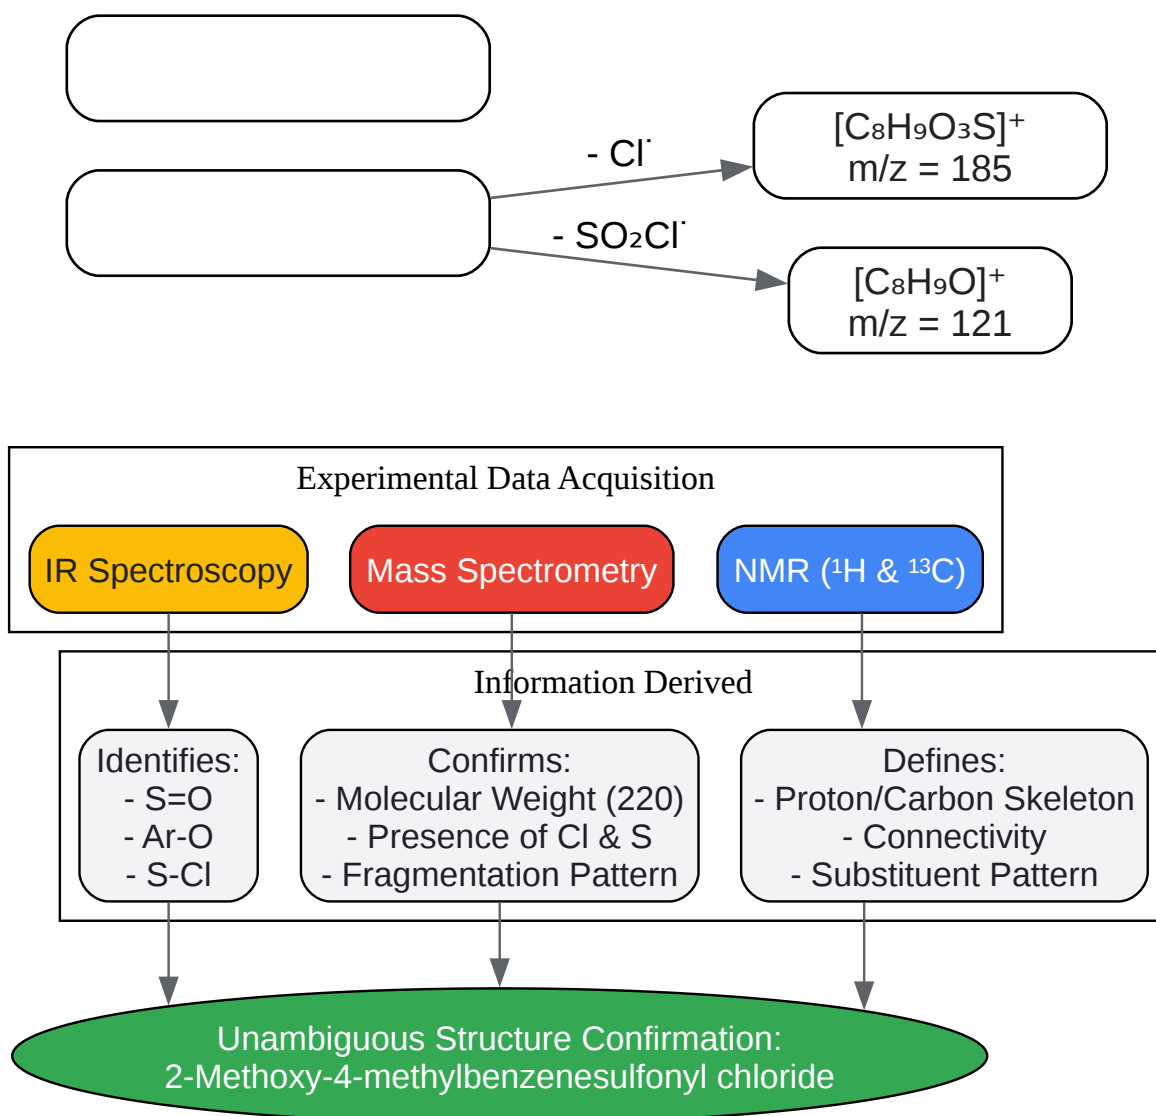 - Cl˙
[C₈H₉O₃S]⁺
m/z = 185
- SO₂Cl˙
[C₈H₉O]⁺
m/z = 121
Experimental Data Acquisition
IR Spectroscopy
Mass Spectrometry
NMR (¹H & ¹³C)
Information Derived
Identifies:
- S=O
- Ar-O
- S-Cl
Confirms:
- Molecular Weight (220)
- Presence of Cl & S
- Fragmentation Pattern
Defines:
- Proton/Carbon Skeleton
- Connectivity
- Substituent Pattern
Unambiguous Structure Confirmation:
2-Methoxy-4-methylbenzenesulfonyl chloride